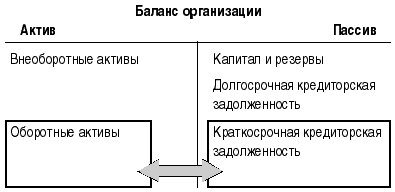 Баланс организации
Актив
Пассив
Внеоборотные активы
Капитал и резервы
Долгосрочная кредиторская
задолженность
Оборотные активы
Краткосрочная кредиторская
задолженность